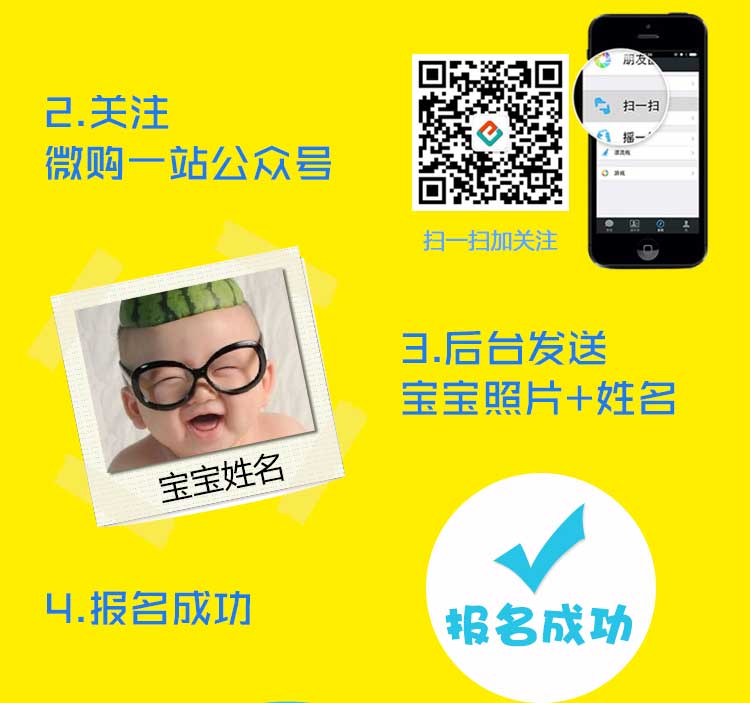 2.关注
微购一站公众号
扫一扫加关注
朋友
扫一扫
摇一
漂流瓶
游戏
3.后台发送
宝宝照片+姓名
宝宝姓名
4.报名成功
报名成功